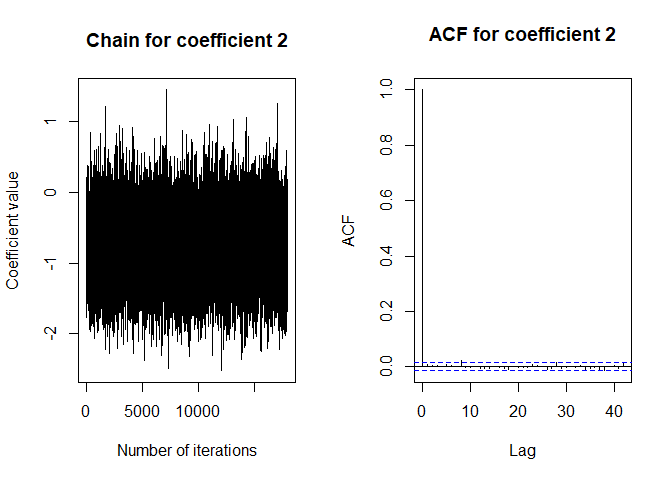 Chain for coefficient 2
Coefficient value
1
0
-1
-2
0 5000 10000
Number of iterations
ACF for coefficient 2
ACF
1.0
0.8
0.6
0.4
0.2
0.0
0 10 20 30 40
Lag